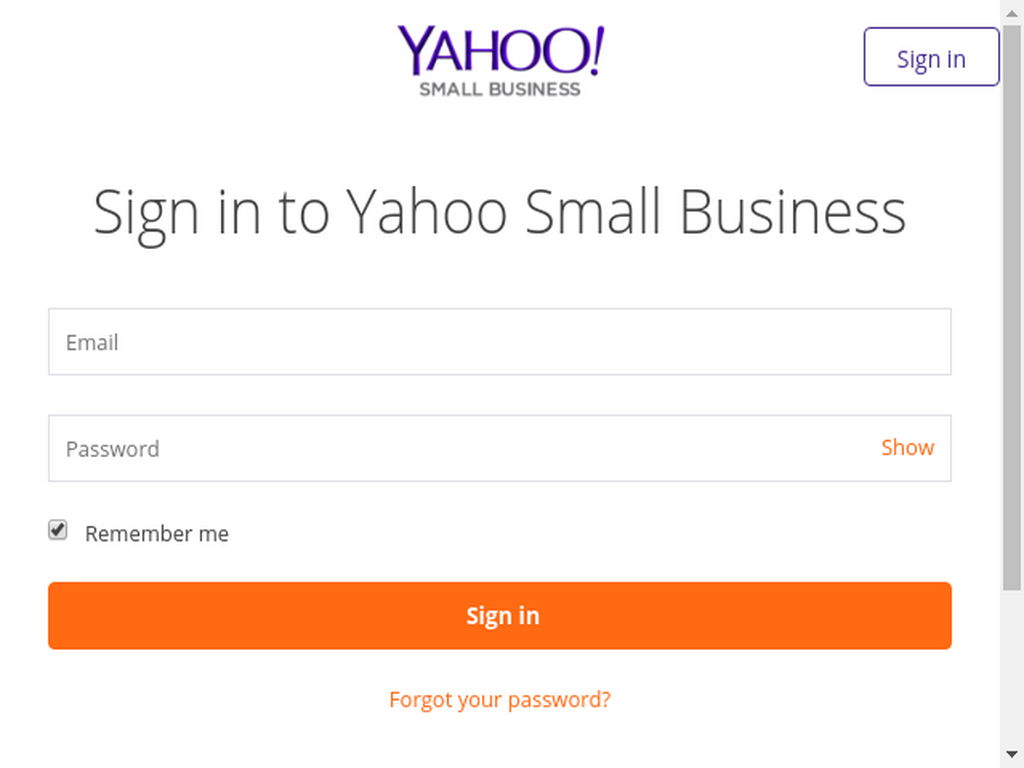 YAHOO!
SMALL BUSINESS
Sign in
Sign in to Yahoo Small Business
Email
Password
Show
Remember me
Sign in
Forgot your password?